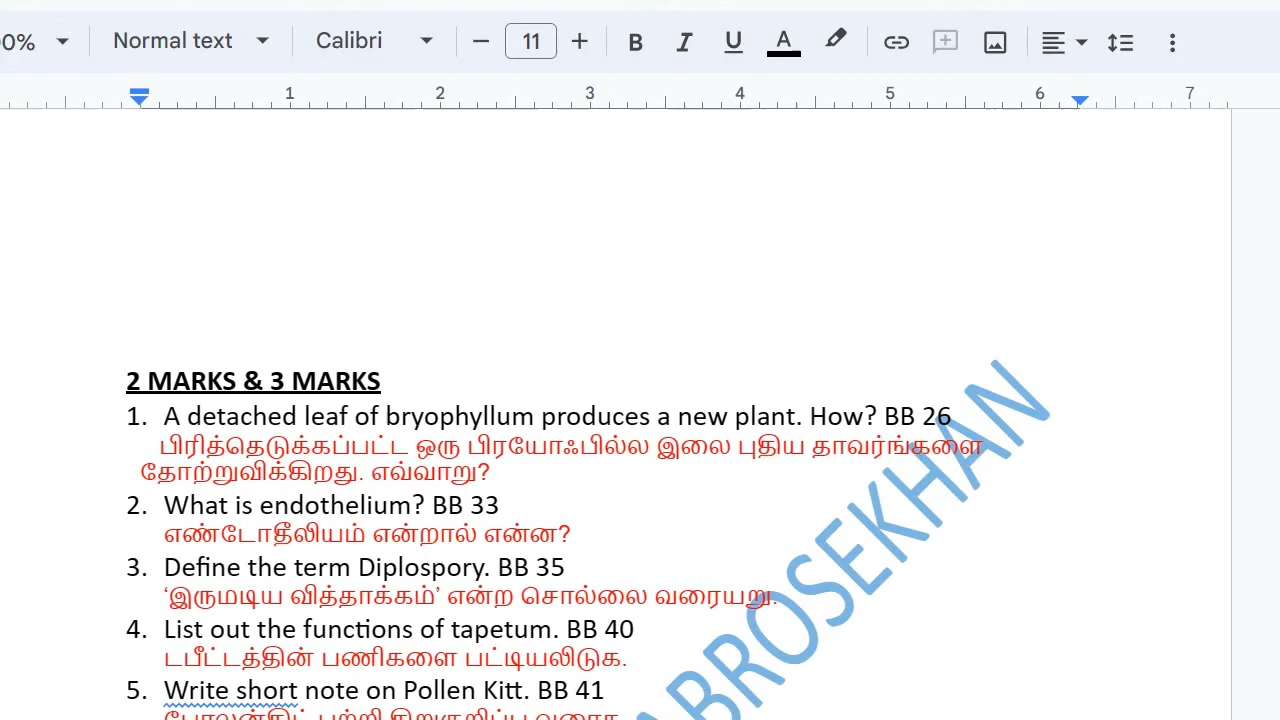 0%
Normal text
Calibri
11
B I U A
1 2 3 4 5 6 7
2 MARKS & 3 MARKS
1. A detached leaf of bryophyllum produces a new plant. How? BB 26
பிரித்தெடுக்கப்பட்ட ஒரு பிரயோஃபில்ல இலை புதிய தாவர்ங்களை
தோற்றுவிக்கிறது. எவ்வாறு?
2. What is endothelium? BB 33
எண்டோதீலியம் என்றால் என்ன?
3. Define the term Diplospory. BB 35
‘இருமடிய வித்தாக்கம்’ என்ற சொல்லை வரையறு.
4. List out the functions of tapetum. BB 40
டபீட்டத்தின் பணிகளை பட்டியலிடுக.
5. Write short note on Pollen Kitt. BB 41
ABROSEKHAN